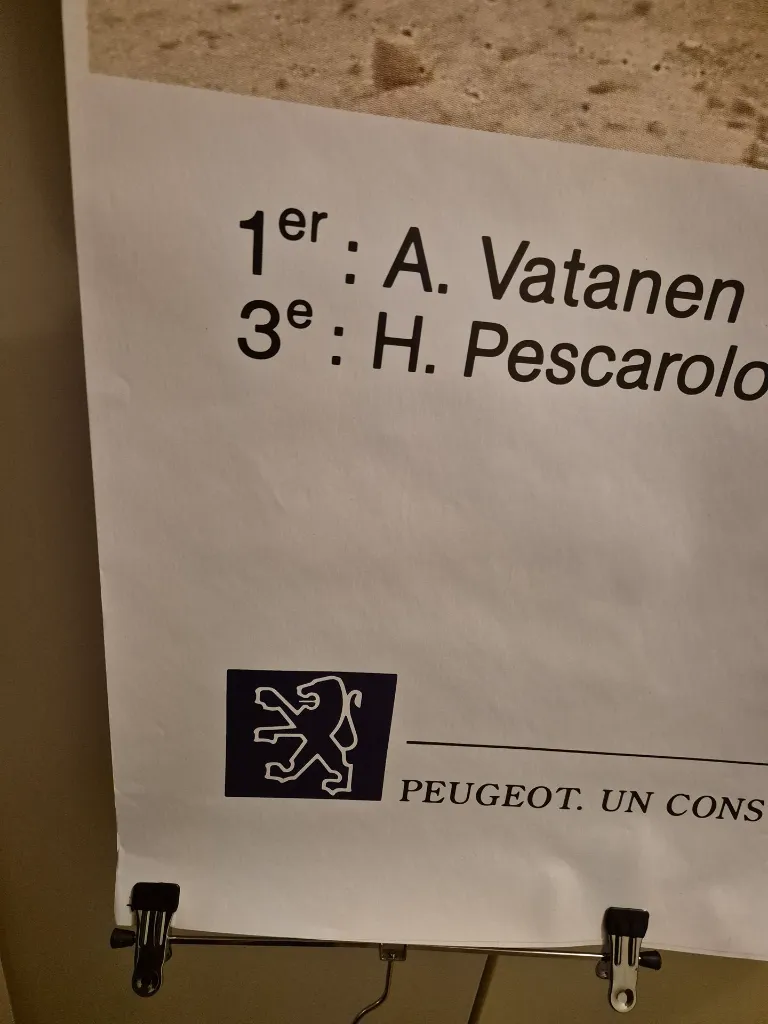 1er : A. Vatanen
3e : H. Pescarolo
PEUGEOT. UN CONS